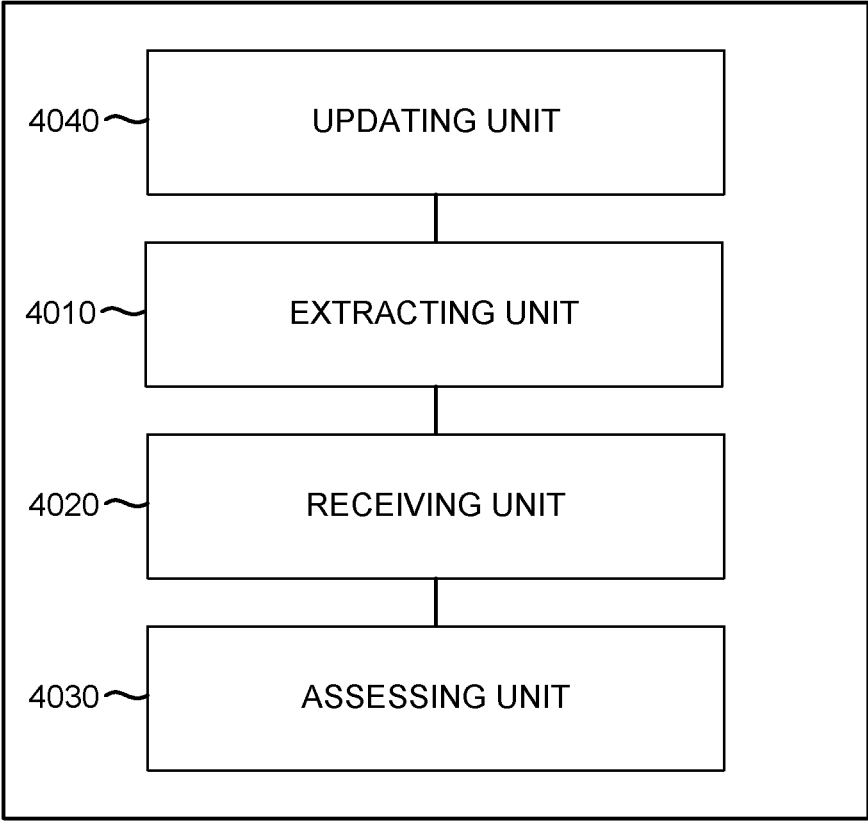 4040 UPDATING UNIT
4010 EXTRACTING UNIT
4020 RECEIVING UNIT
4030 ASSESSING UNIT